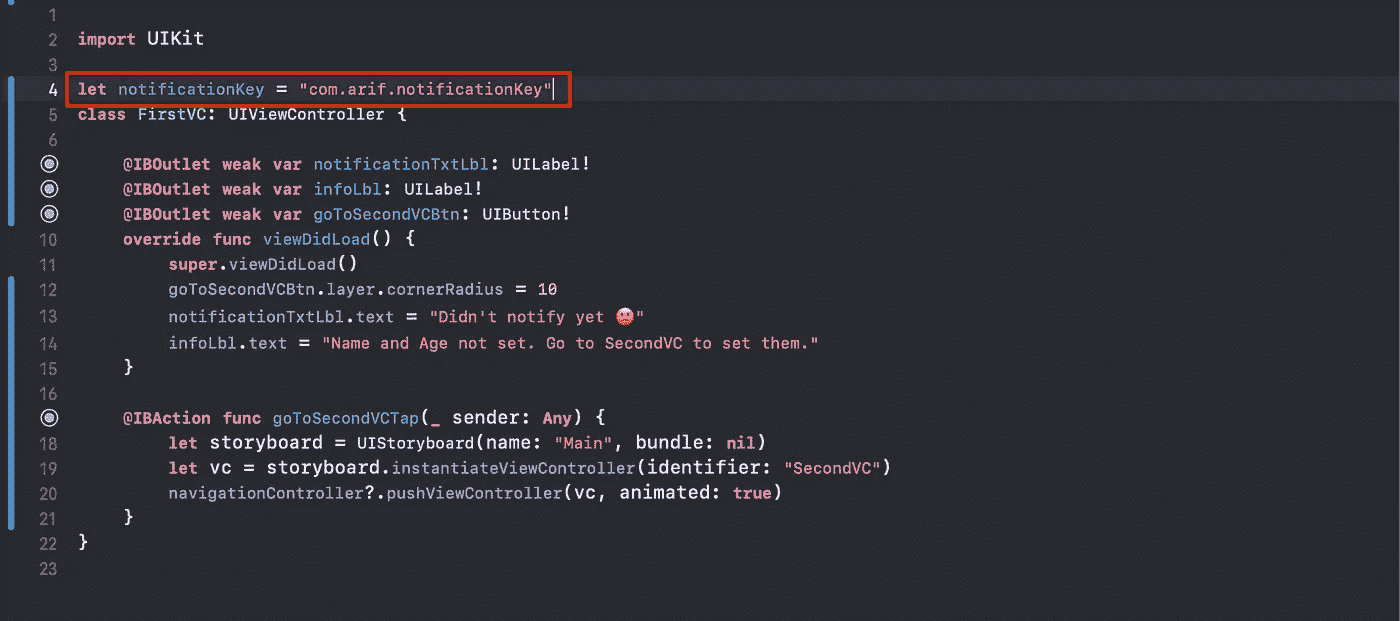 1
2 import UIKit
3
4 let notificationKey = "com.arif.notificationKey"
5 class FirstVC: UIViewController {
6
@IBOutlet weak var notificationTxtLbl: UILabel!
@IBOutlet weak var infoLbl: UILabel!
@IBOutlet weak var goToSecondVCBtn: UIButton!
10 override func viewDidLoad() {
11 super.viewDidLoad()
12 goToSecondVCBtn.layer.cornerRadius = 10
13 notificationTxtLbl.text = "Didn't notify yet 😡"
14 infoLbl.text = "Name and Age not set. Go to SecondVC to set them."
15 }
16
@IBAction func goToSecondVCTap(_ sender: Any) {
18 let storyboard = UIStoryboard(name: "Main", bundle: nil)
19 let vc = storyboard.instantiateViewController(identifier: "SecondVC")
20 navigationController?.pushViewController(vc, animated: true)
21 }
22 }
23